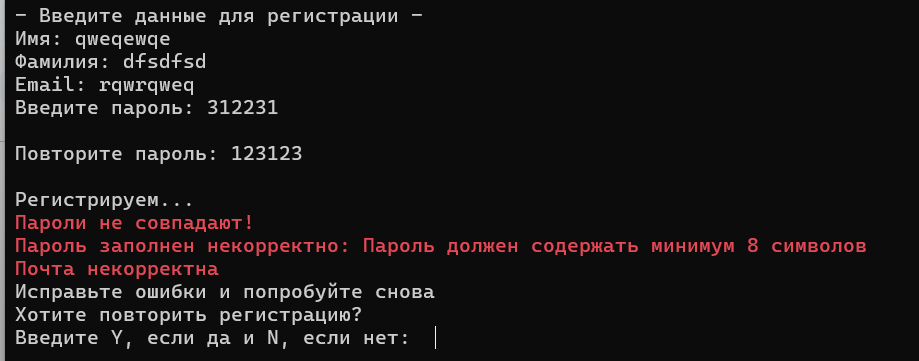 - Введите данные для регистрации -
Имя: qweqewqe
Фамилия: dfsdfsd
Email: rqwrqweq
Введите пароль: 312231
Повторите пароль: 123123
Регистрируем...
Пароли не совпадают!
Пароль заполнен некорректно: Пароль должен содержать минимум 8 символов
Почта некорректна
Исправьте ошибки и попробуйте снова
Хотите повторить регистрацию?
Введите Y, если да и N, если нет: